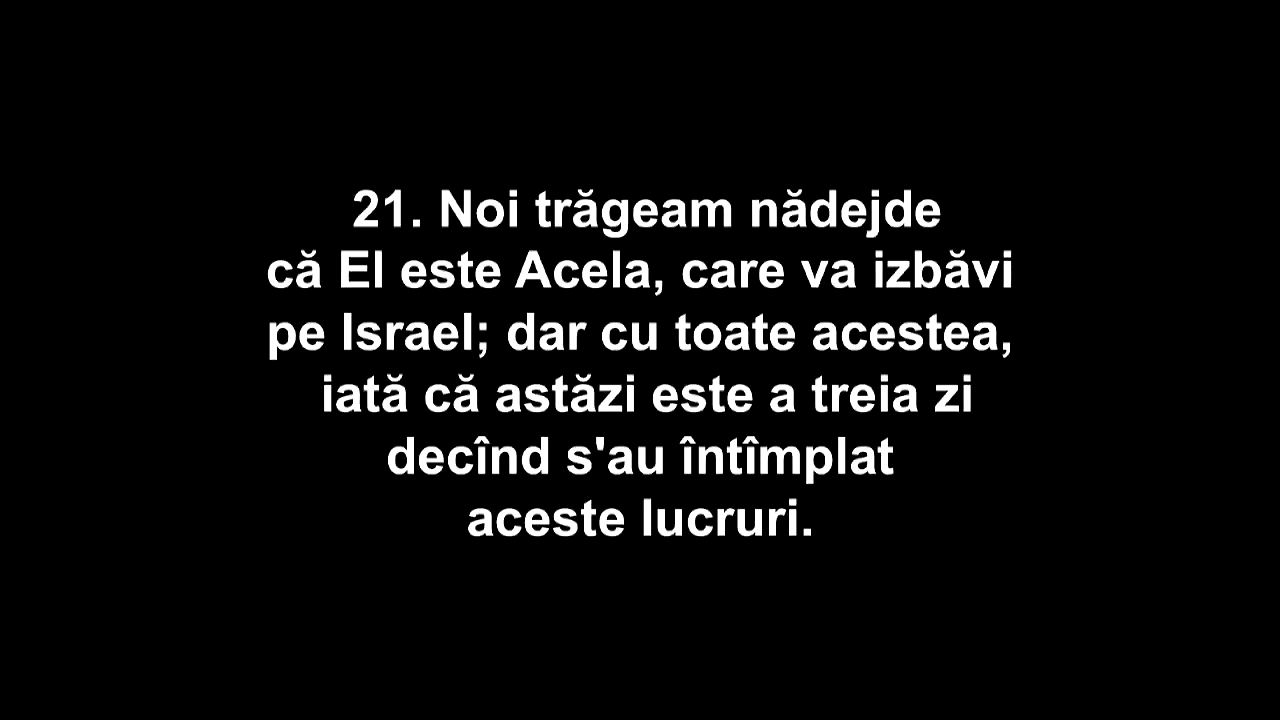 21. Noi trăgeam nădejde
că El este Acela, care va izbăvi
pe Israel; dar cu toate acestea,
iată că astăzi este a treia zi
decînd s'au întîmplat
aceste lucruri.